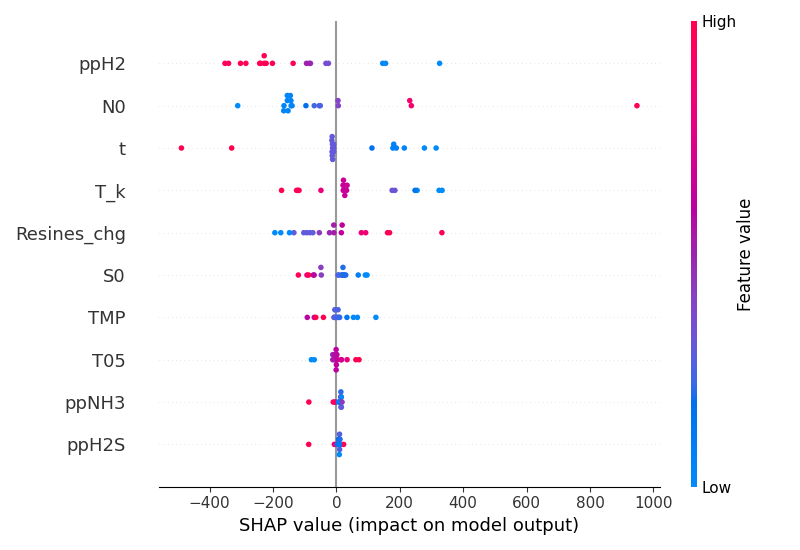 High
ppH2
N0
t
T_k
Resines_chg
S0
TMP
T05
ppNH3
ppH2S
Feature value
Low
−400 −200 0 200 400 600 800 1000
SHAP value (impact on model output)